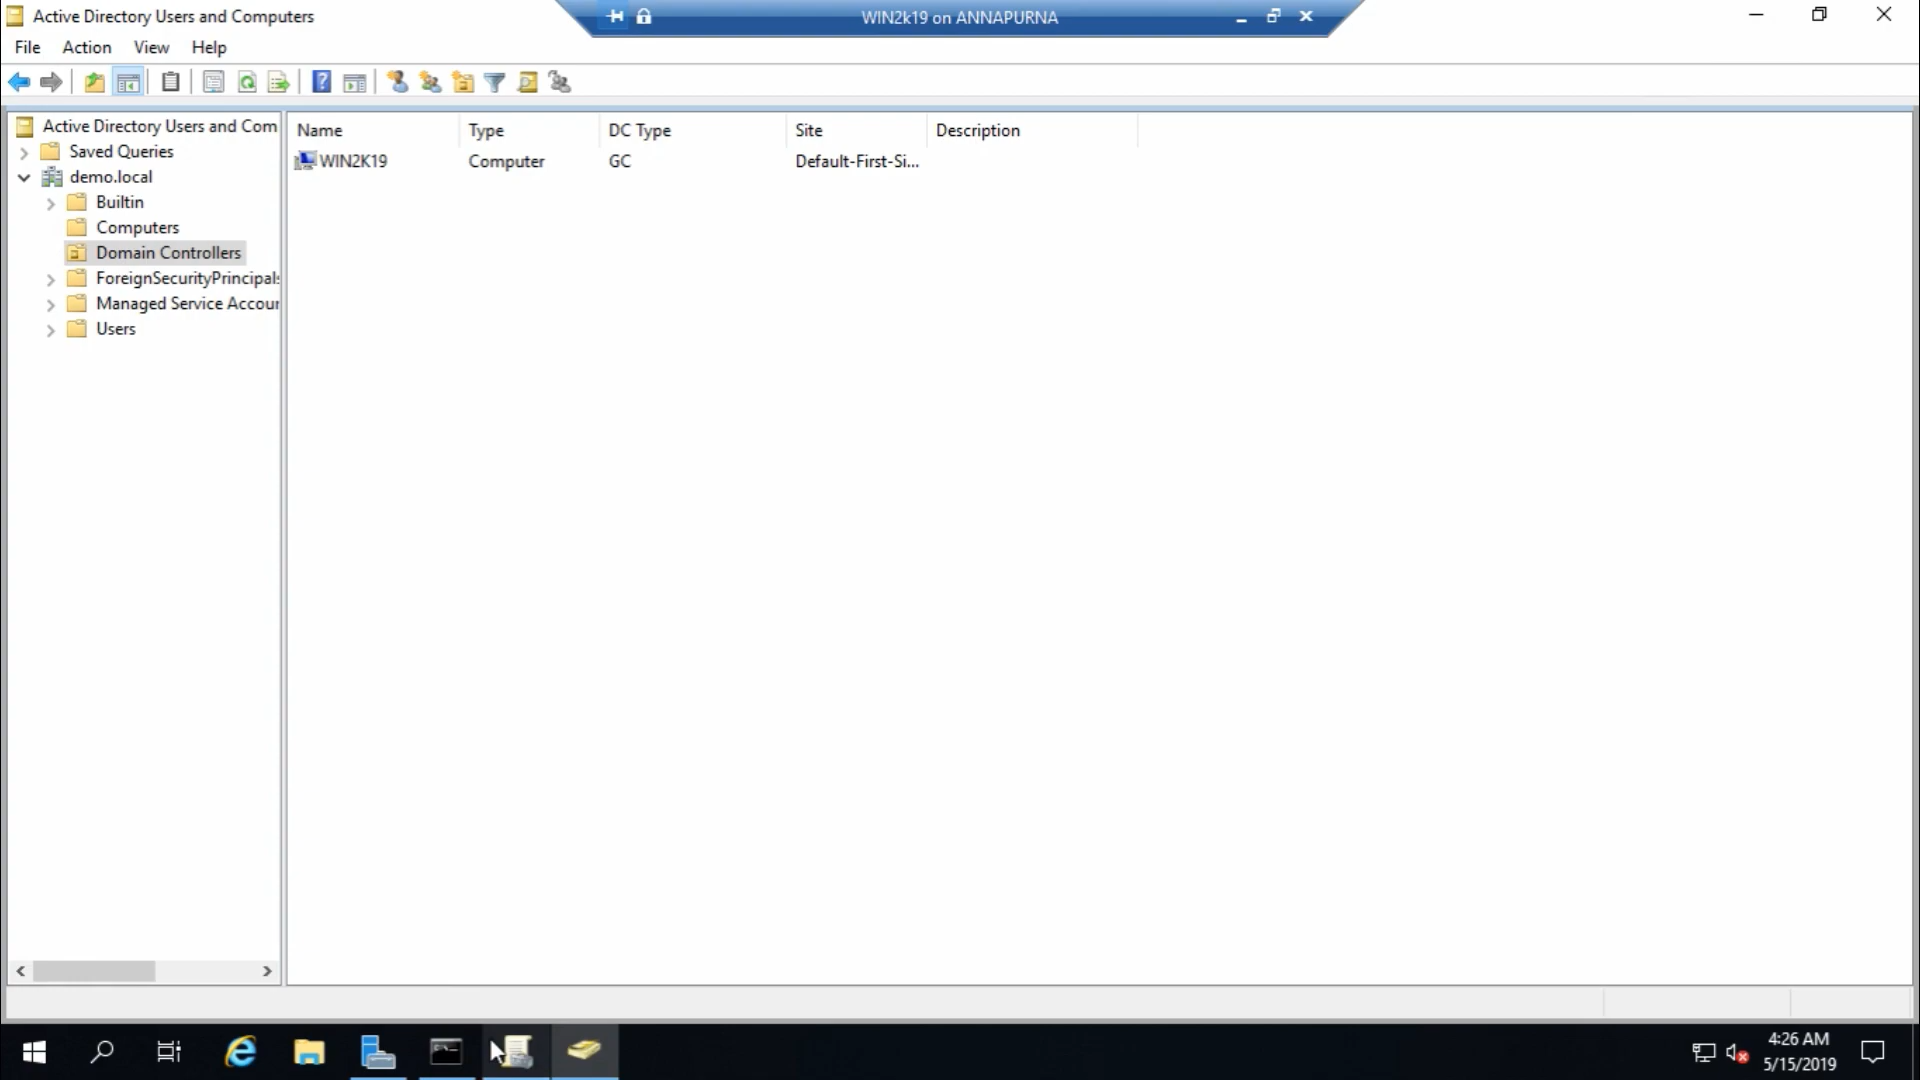 Active Directory Users and Computers
WIN2k19 on ANNAPURNA
File Action View Help
Active Directory Users and Com
Saved Queries
demo.local
Builtin
Computers
Domain Controllers
ForeignSecurityPrincipals
Managed Service Accour
Users
Name Type DC Type Site Description
WIN2K19 Computer GC Default-First-Si...
4:26 AM
5/15/2019